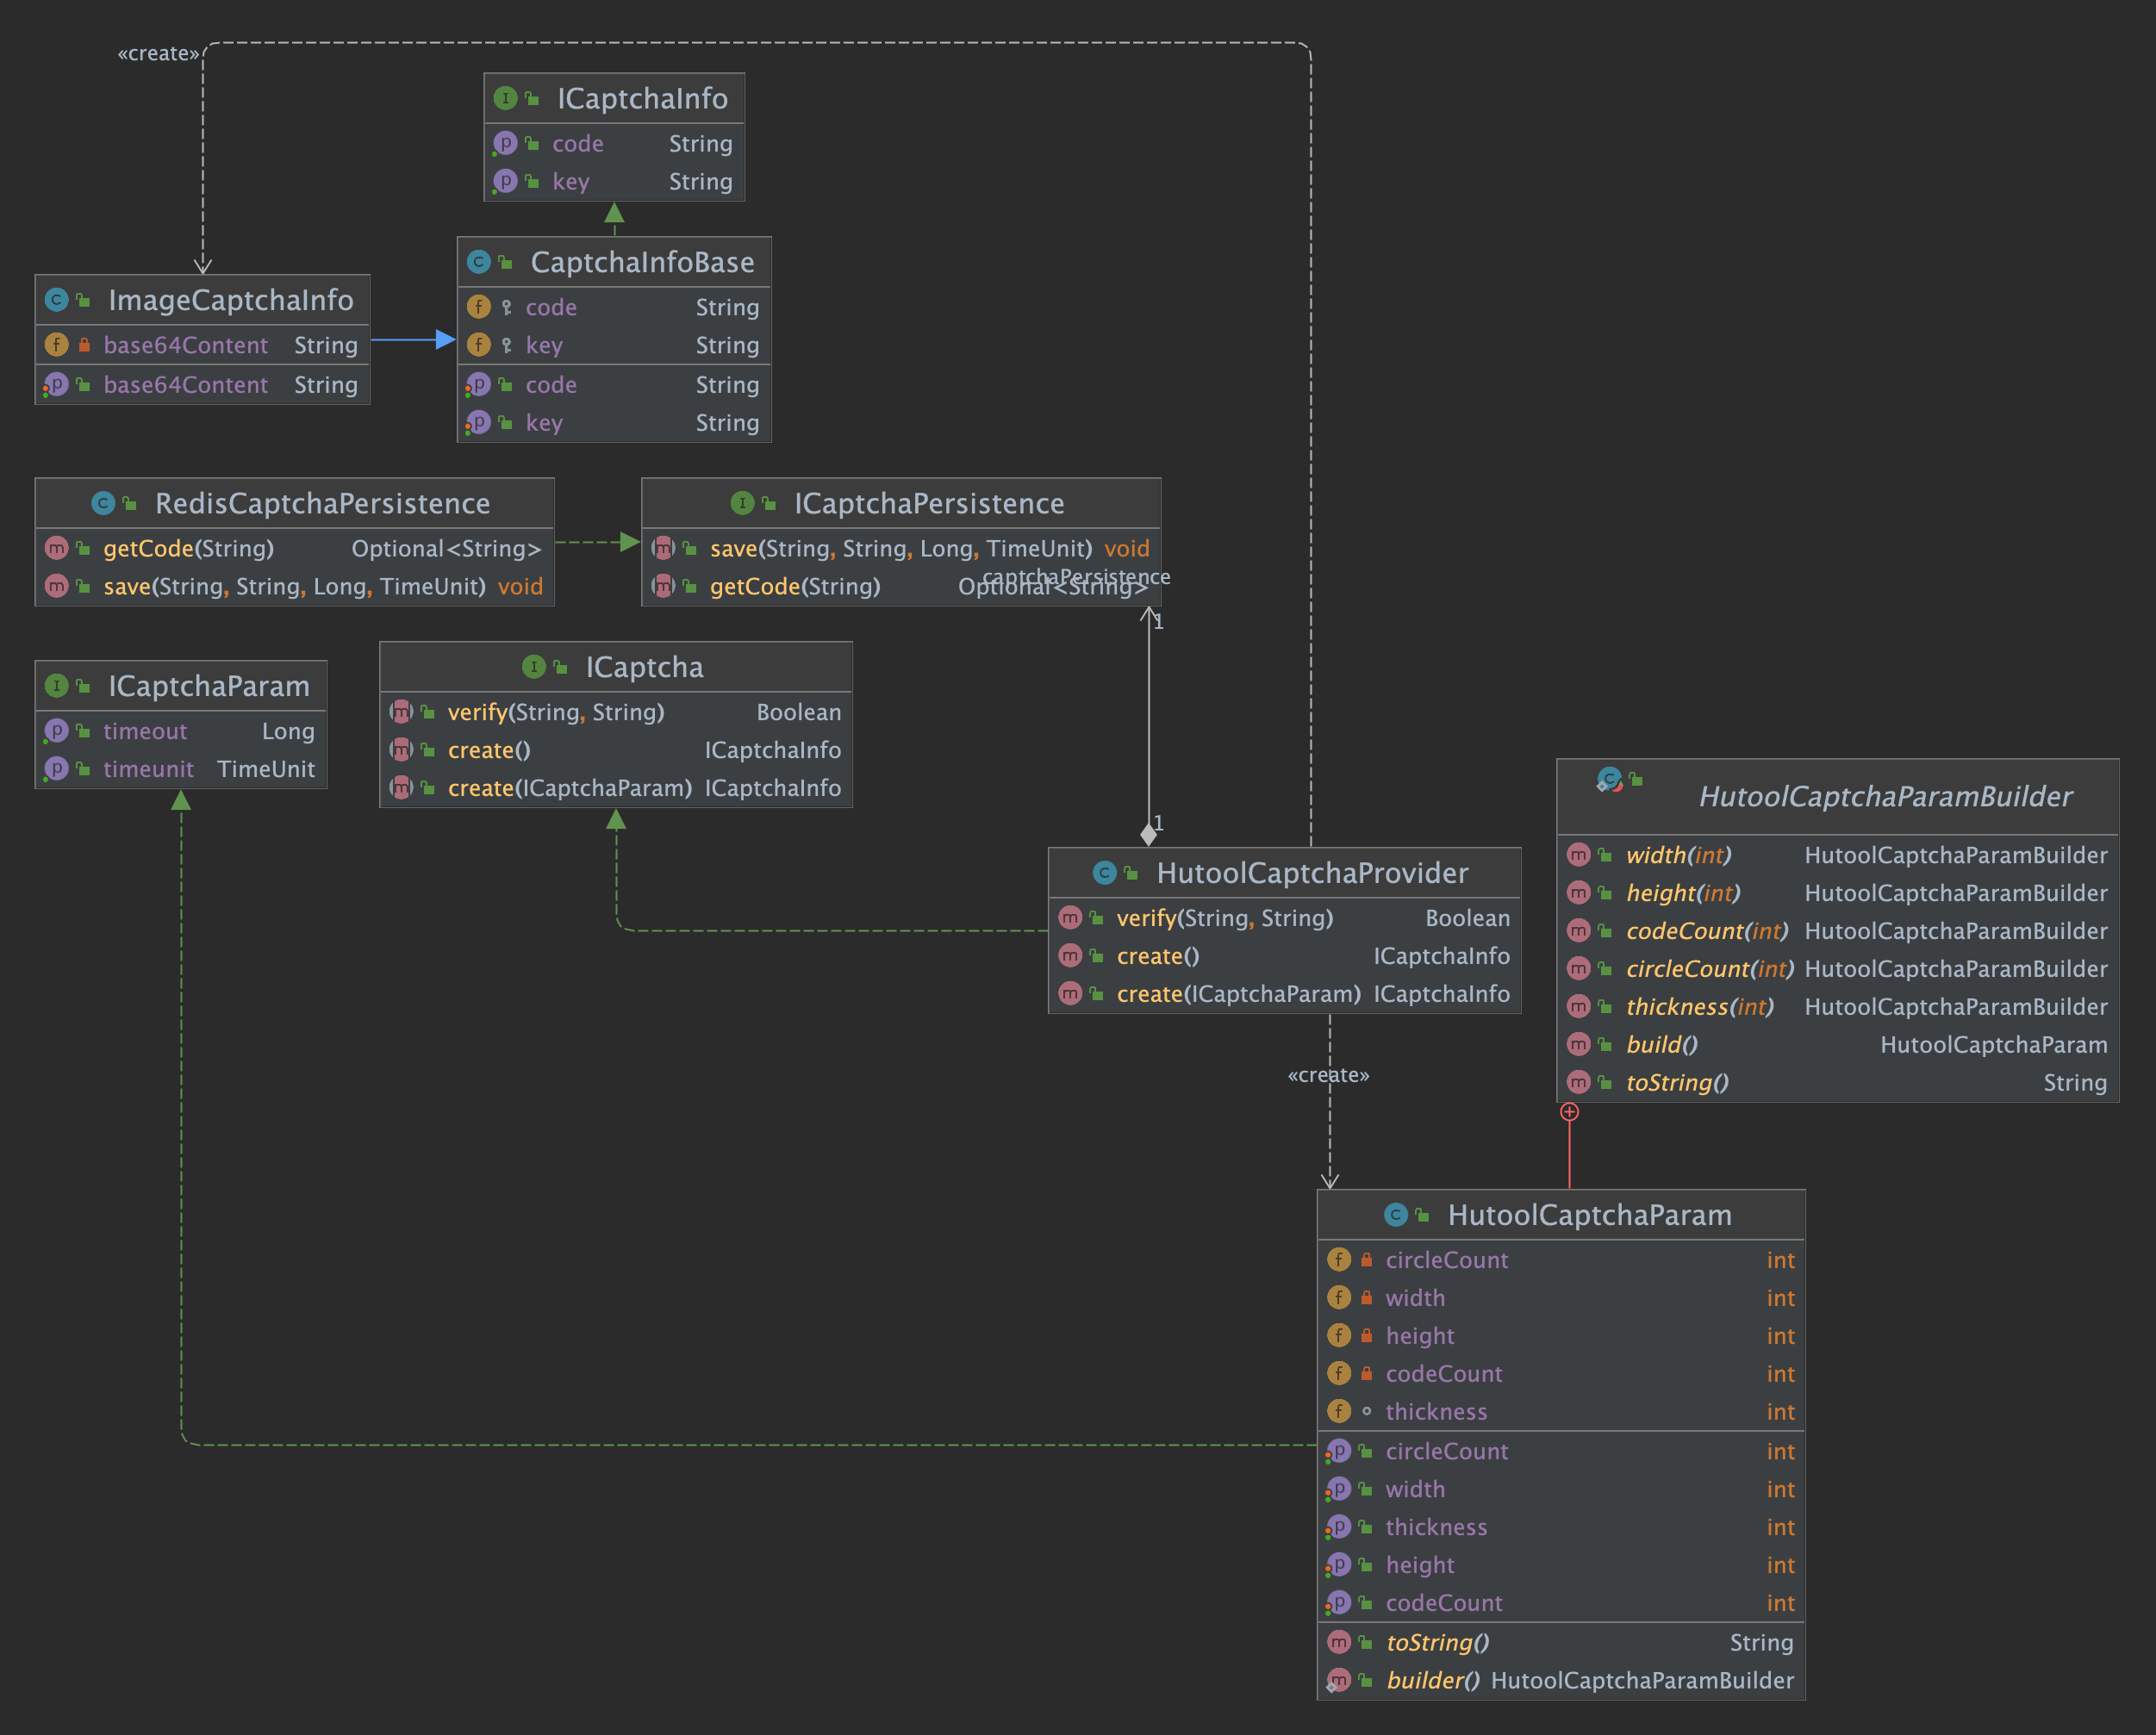 «create»
ICaptchaInfo
code String
key String
CaptchaInfoBase
code String
key String
code String
key String
ImageCaptchaInfo
base64Content String
base64Content String
RedisCaptchaPersistence
getCode(String) Optional<String>
save(String, String, Long, TimeUnit) void
ICaptchaPersistence
save(String, String, Long, TimeUnit) void
getCode(String) Optional<String>
captchaPersistence
1
ICaptchaParam
timeout Long
timeunit TimeUnit
ICaptcha
verify(String, String) Boolean
create() ICaptchaInfo
create(ICaptchaParam) ICaptchaInfo
1
HutoolCaptchaProvider
verify(String, String) Boolean
create() ICaptchaInfo
create(ICaptchaParam) ICaptchaInfo
HutoolCaptchaParamBuilder
width(int) HutoolCaptchaParamBuilder
height(int) HutoolCaptchaParamBuilder
codeCount(int) HutoolCaptchaParamBuilder
circleCount(int) HutoolCaptchaParamBuilder
thickness(int) HutoolCaptchaParamBuilder
build() HutoolCaptchaParam
toString() String
«create»
HutoolCaptchaParam
circleCount int
width int
height int
codeCount int
thickness int
circleCount int
width int
thickness int
height int
codeCount int
toString() String
builder() HutoolCaptchaParamBuilder